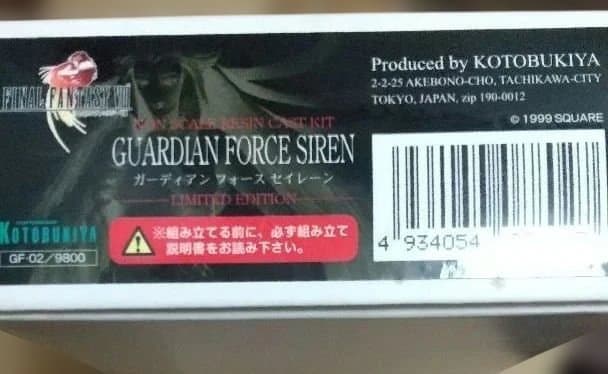 FINAL FANTASY VIII
NON SCALE RESIN CAST KIT
GUARDIAN FORCE SIREN
ガーディアン フォース セイレーン
LIMITED EDITION
KOTOBUKIYA
GF-02/9800
※組み立てる前に、必ず組み立て
説明書をお読み下さい。
Produced by KOTOBUKIYA
2-2-25 AKEBONO-CHO, TACHIKAWA-CITY
TOKYO, JAPAN, zip 190-0012
© 1999 SQUARE
4 934054